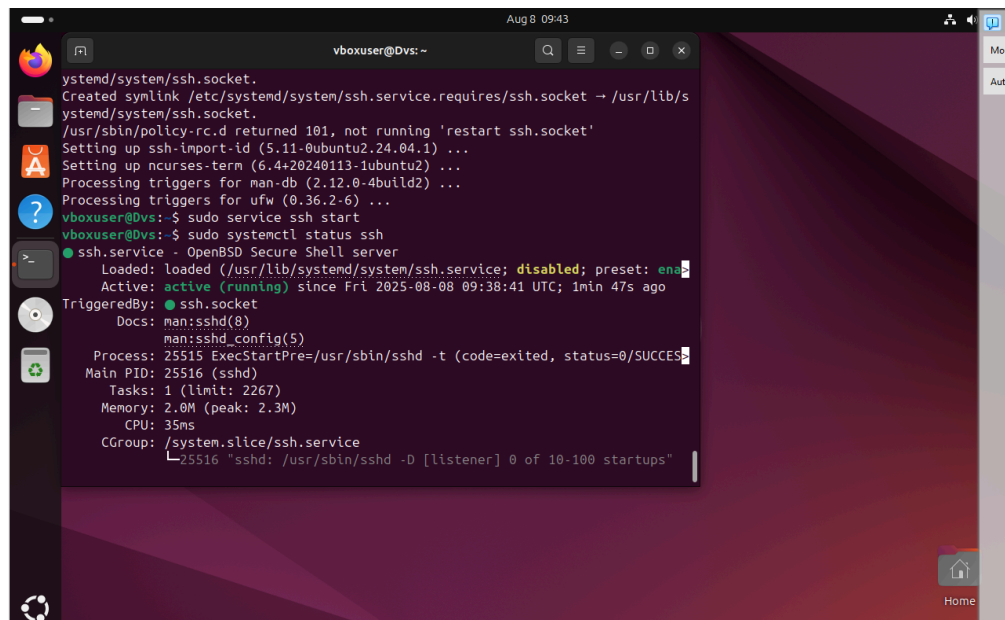 Aug 8 09:43
vboxuser@Dvs: ~
Mo
Aut
ystemd/system/ssh.socket.
Created symlink /etc/systemd/system/ssh.service.requires/ssh.socket → /usr/lib/s
ystemd/system/ssh.socket.
/usr/sbin/policy-rc.d returned 101, not running 'restart ssh.socket'
Setting up ssh-import-id (5.11-0ubuntu2.24.04.1) ...
Setting up ncurses-term (6.4+20240113-1ubuntu2) ...
Processing triggers for man-db (2.12.0-4build2) ...
Processing triggers for ufw (0.36.2-6) ...
vboxuser@Dvs:~$ sudo service ssh start
vboxuser@Dvs:~$ sudo systemctl status ssh
● ssh.service - OpenBSD Secure Shell server
Loaded: loaded (/usr/lib/systemd/system/ssh.service; disabled; preset: ena>
Active: active (running) since Fri 2025-08-08 09:38:41 UTC; 1min 47s ago
TriggeredBy: ● ssh.socket
Docs: man:sshd(8)
man:sshd_config(5)
Process: 25515 ExecStartPre=/usr/sbin/sshd -t (code=exited, status=0/SUCCES>
Main PID: 25516 (sshd)
Tasks: 1 (limit: 2267)
Memory: 2.0M (peak: 2.3M)
CPU: 35ms
CGroup: /system.slice/ssh.service
└─25516 "sshd: /usr/sbin/sshd -D [listener] 0 of 10-100 startups"
Home